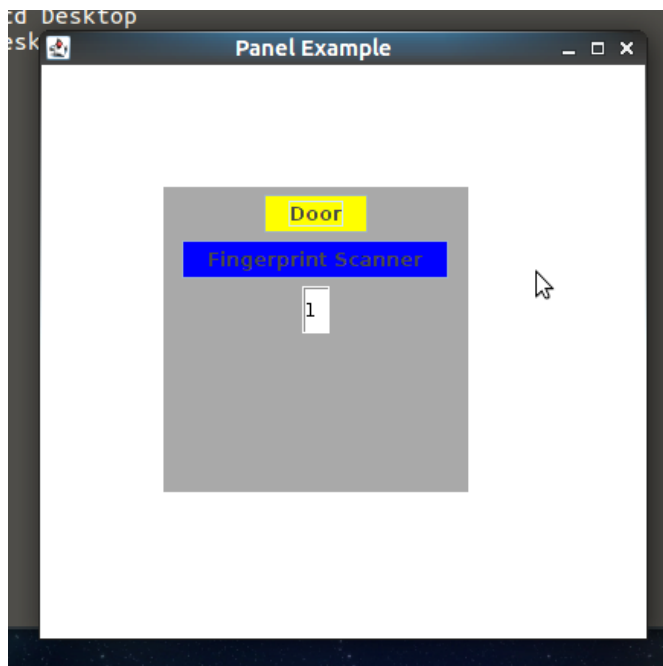 cd Desktop
esk
Panel Example
Door
Fingerprint Scanner
1